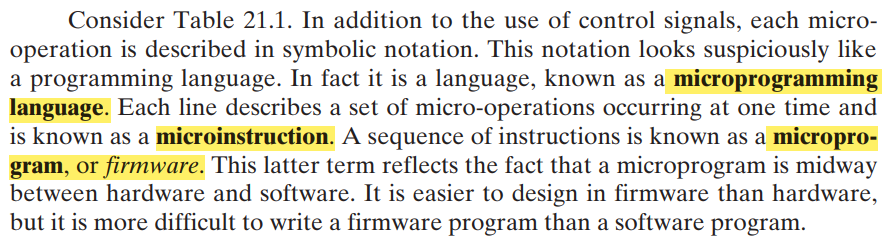 Consider Table 21.1. In addition to the use of control signals, each micro-
operation is described in symbolic notation. This notation looks suspiciously like
a programming language. In fact it is a language, known as a microprogramming
language. Each line describes a set of micro-operations occurring at one time and
is known as a microinstruction. A sequence of instructions is known as a micropro-
gram, or firmware. This latter term reflects the fact that a microprogram is midway
between hardware and software. It is easier to design in firmware than hardware,
but it is more difficult to write a firmware program than a software program.